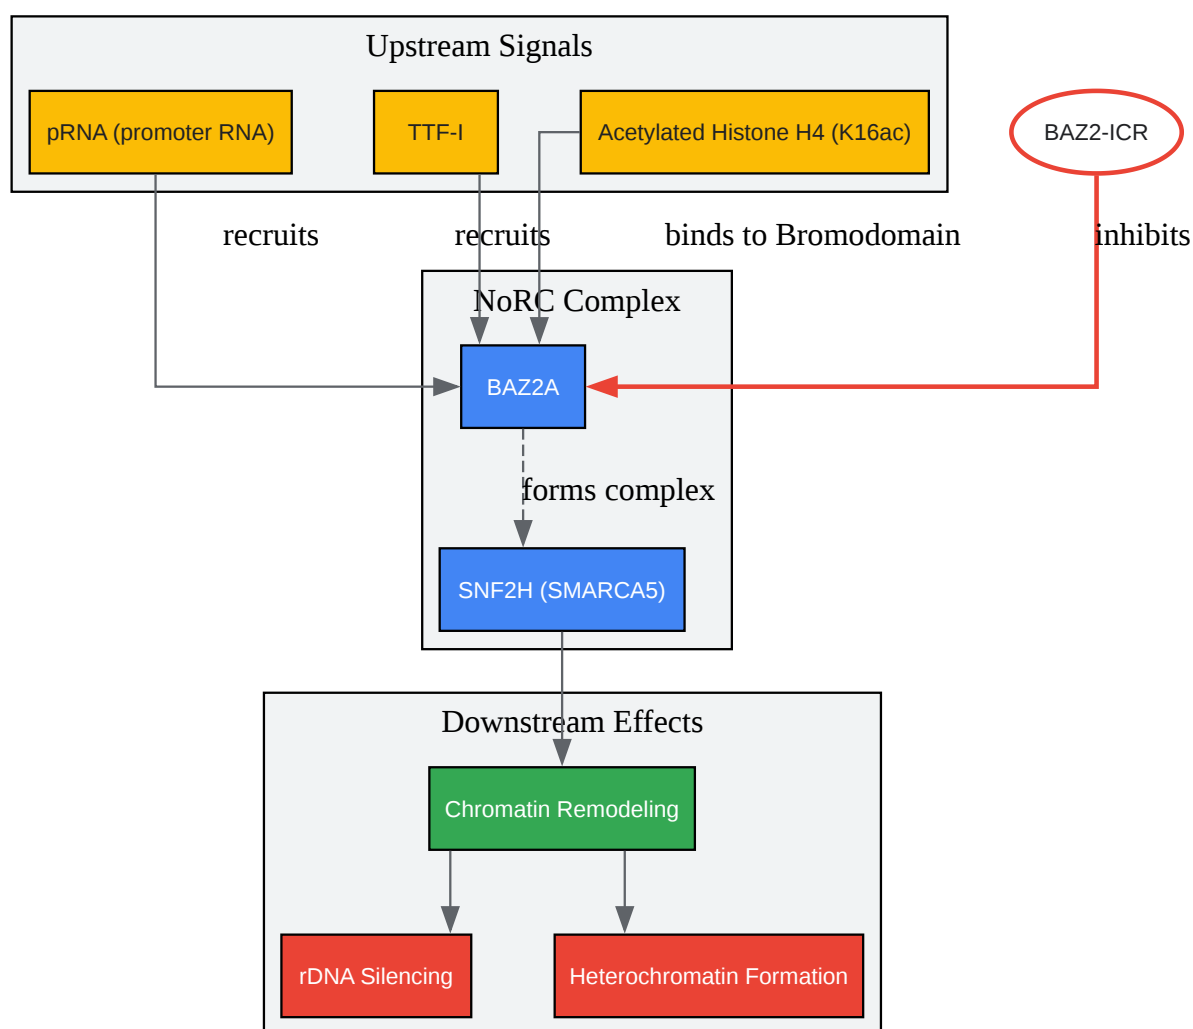 Upstream Signals
pRNA (promoter RNA)
TTF-I
Acetylated Histone H4 (K16ac)
BAZ2-ICR
recruits
recruits
binds to Bromodomain
inhibits
NoRC Complex
BAZ2A
forms complex
SNF2H (SMARCA5)
Downstream Effects
Chromatin Remodeling
rDNA Silencing
Heterochromatin Formation